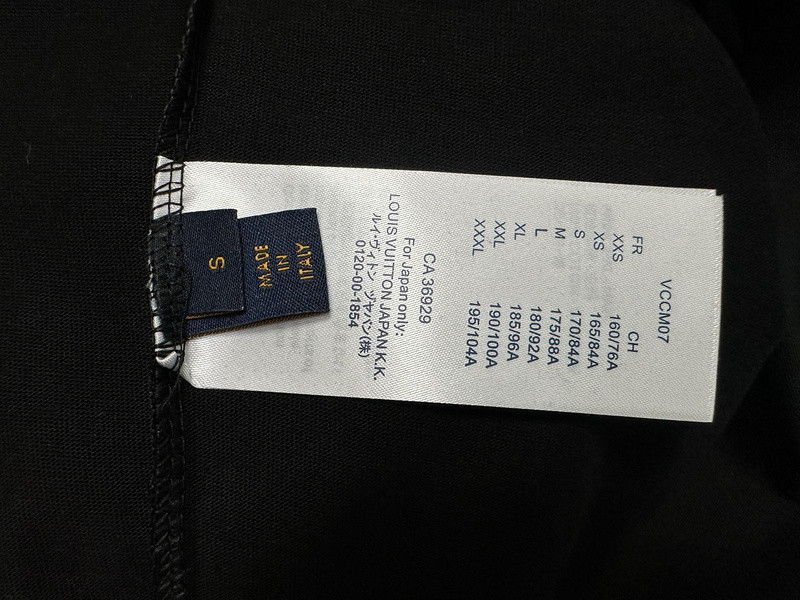 VCCM07
FR CH
XXS 160/76A
XS 165/84A
S 170/84A
M 175/88A
L 180/92A
XL 185/96A
XXL 190/100A
XXXL 195/104A
CA 36929
For Japan only:
LOUIS VUITTON JAPAN K.K.
ルイ・ヴィトン ヅヤパン(株)
0120-00-1854
S
MADE
IN
ITALY